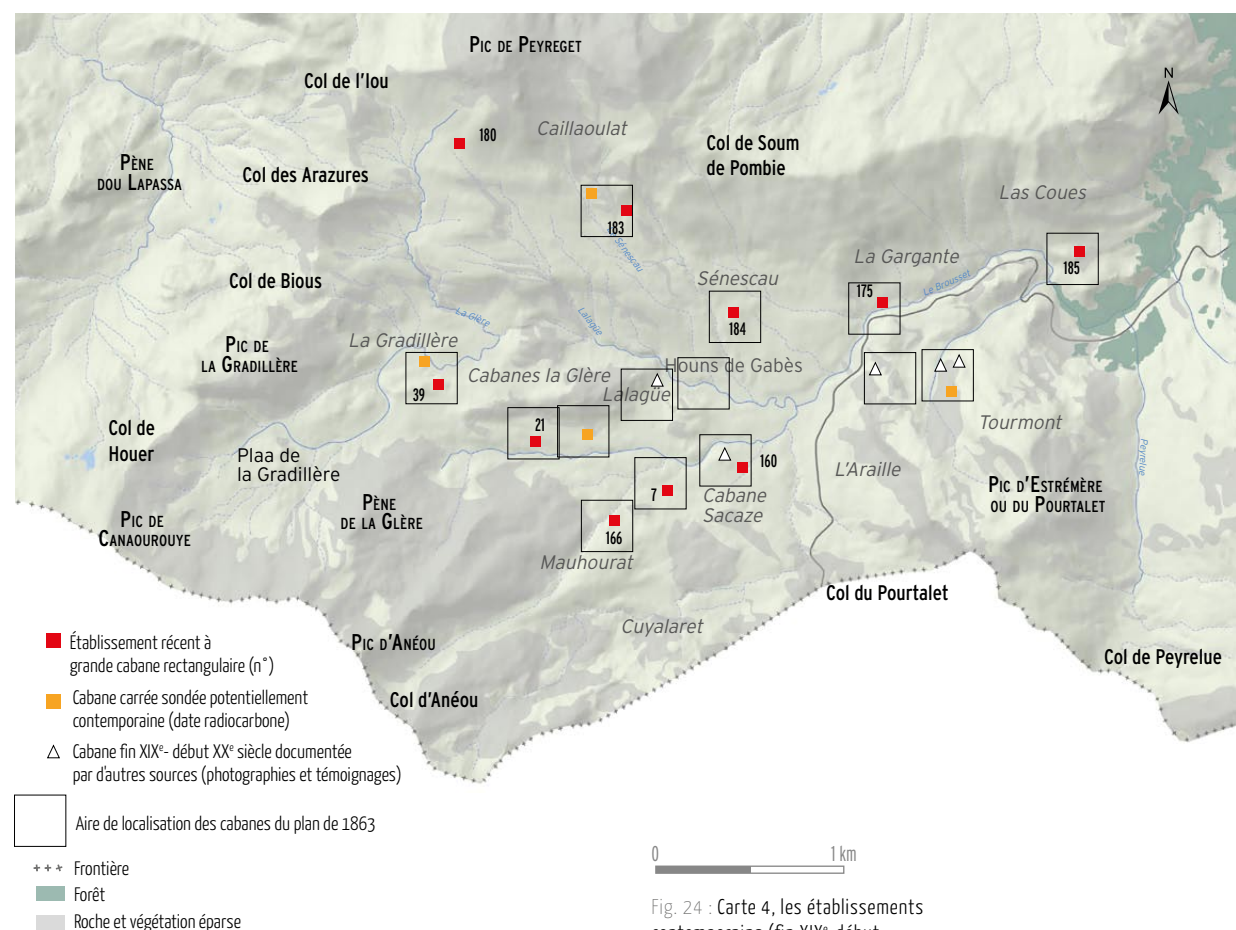 Pic de Peyreget
Col de l'Iou
N
180
Caillaoulat
Col de Soum
de Pombie
Pène
dou Lapassa
Col des Arazures
Las Coues
183
Sénescau
La Gargante
185
Col de Bious
Sénescau
175
Le Brousset
La Glère
Lalagüe
184
Pic de
la Gradillère
La Gradillère
Houns de Gabès
Cabanes la Glère
39
Lalagüe
Col de
Houer
21
Tourmont
Plaa de
la Gradillère
160
L'Araille
Peyrelue
7
Cabane
Sacaze
Pic d'Estrémère
ou du Pourtalet
Pène
de la Glère
Pic de
Canaourouye
166
Mauhourat
Col du Pourtalet
Cuyalaret
Pic d'Anéou
Col de Peyrelue
Col d'Anéou
Établissement récent à
grande cabane rectangulaire (n°)
Cabane carrée sondée potentiellement
contemporaine (date radiocarbone)
Cabane fin XIXe- début XXe siècle documentée
par d'autres sources (photographies et témoignages)
Aire de localisation des cabanes du plan de 1863
Frontière
Forêt
Roche et végétation éparse
0 1 km
Fig. 24 : Carte 4, les établissements
contemporains (fin XIXe-début